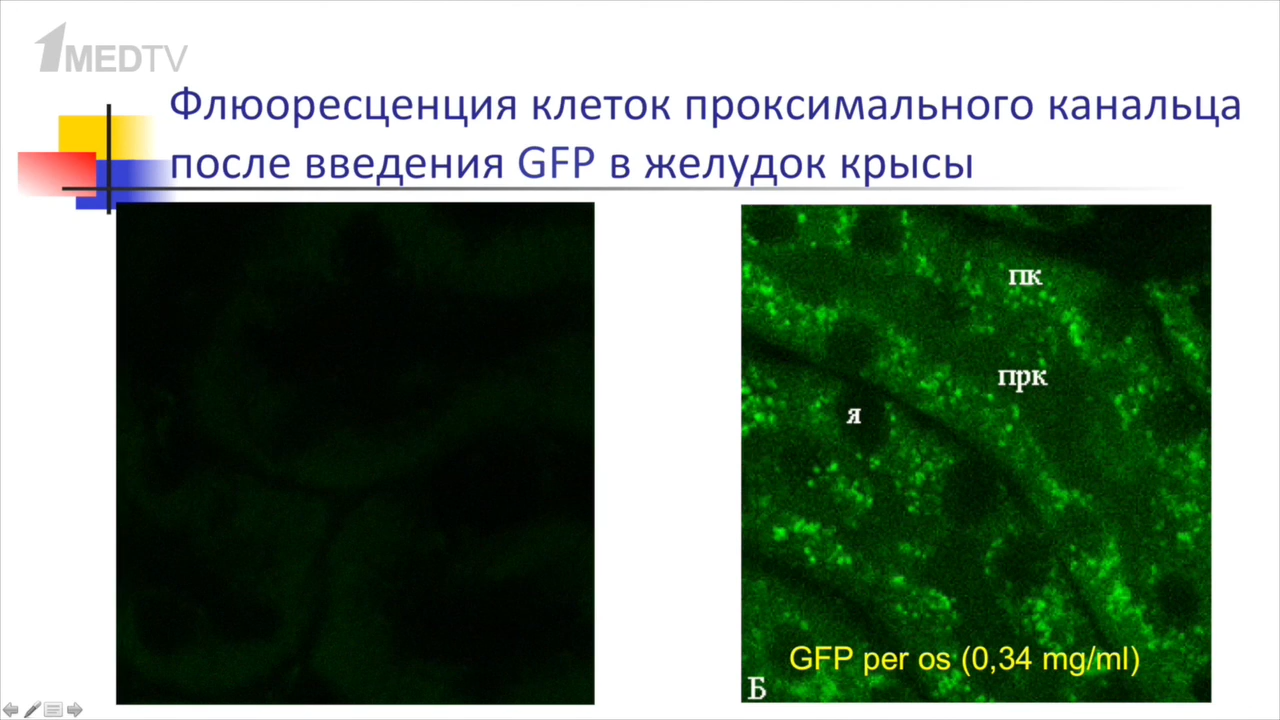 1MEDTV
Флюоресценция клеток проксимального канальца
после введения GFP в желудок крысы
пк
прк
я
GFP per os (0,34 mg/ml)
Б